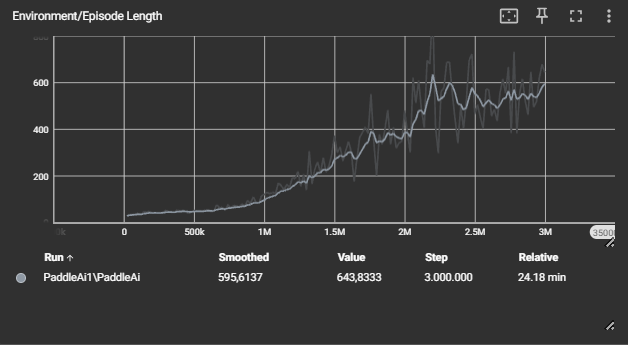 Environment/Episode Length
600
400
200
0 500k 1M 1.5M 2M 2.5M 3M 3500
Run Smoothed Value Step Relative
PaddleAi1\PaddleAi 595,6137 643,8333 3.000.000 24.18 min